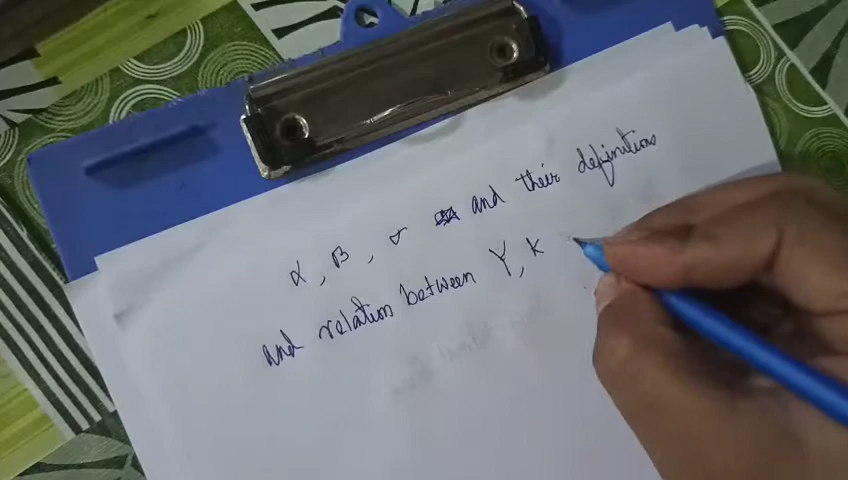 α, β, σ and their definitions
and relation between Y, K